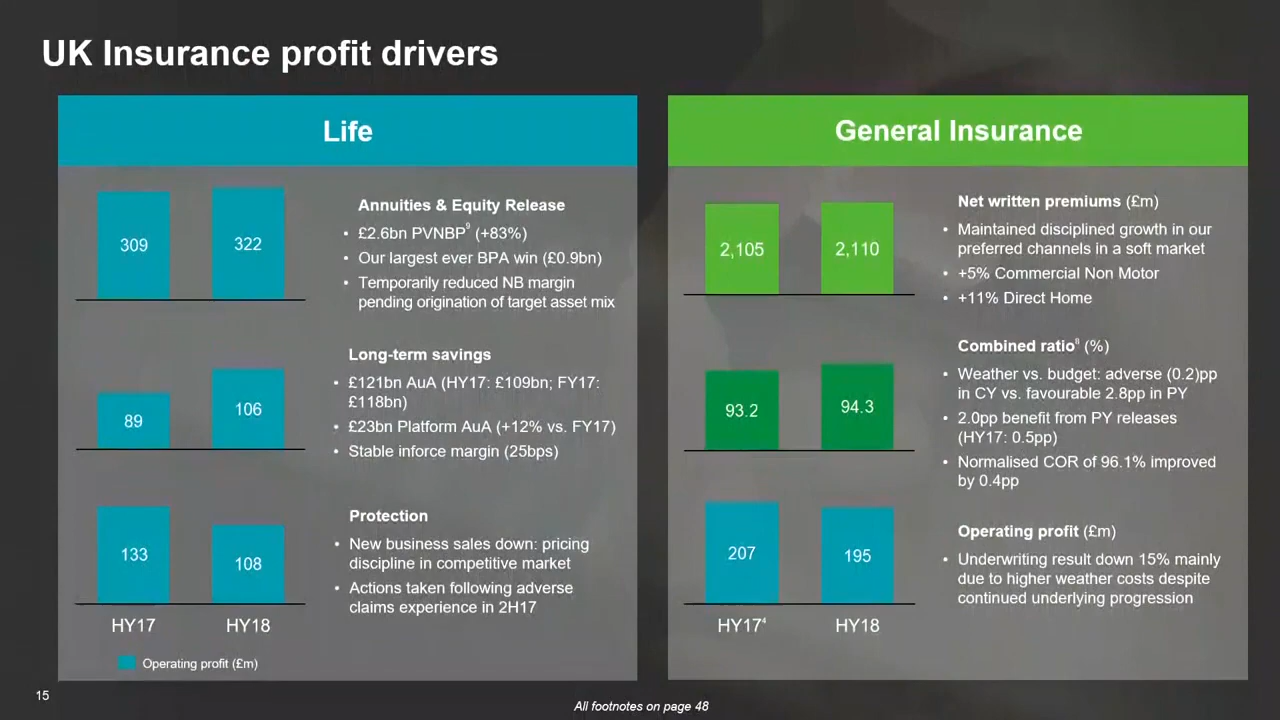 UK Insurance profit drivers
Life
309
322
Annuities & Equity Release
• £2.6bn PVNBP⁹ (+83%)
• Our largest ever BPA win (£0.9bn)
• Temporarily reduced NB margin
pending origination of target asset mix
89
106
Long-term savings
• £121bn AuA (HY17: £109bn; FY17:
£118bn)
• £23bn Platform AuA (+12% vs. FY17)
• Stable inforce margin (25bps)
133
108
Protection
• New business sales down: pricing
discipline in competitive market
• Actions taken following adverse
claims experience in 2H17
HY17
HY18
Operating profit (£m)
General Insurance
2,105
2,110
Net written premiums (£m)
• Maintained disciplined growth in our
preferred channels in a soft market
• +5% Commercial Non Motor
• +11% Direct Home
93.2
94.3
Combined ratio⁸ (%)
• Weather vs. budget: adverse (0.2)pp
in CY vs. favourable 2.8pp in PY
• 2.0pp benefit from PY releases
(HY17: 0.5pp)
• Normalised COR of 96.1% improved
by 0.4pp
207
195
Operating profit (£m)
• Underwriting result down 15% mainly
due to higher weather costs despite
continued underlying progression
HY17⁴
HY18
15
All footnotes on page 48